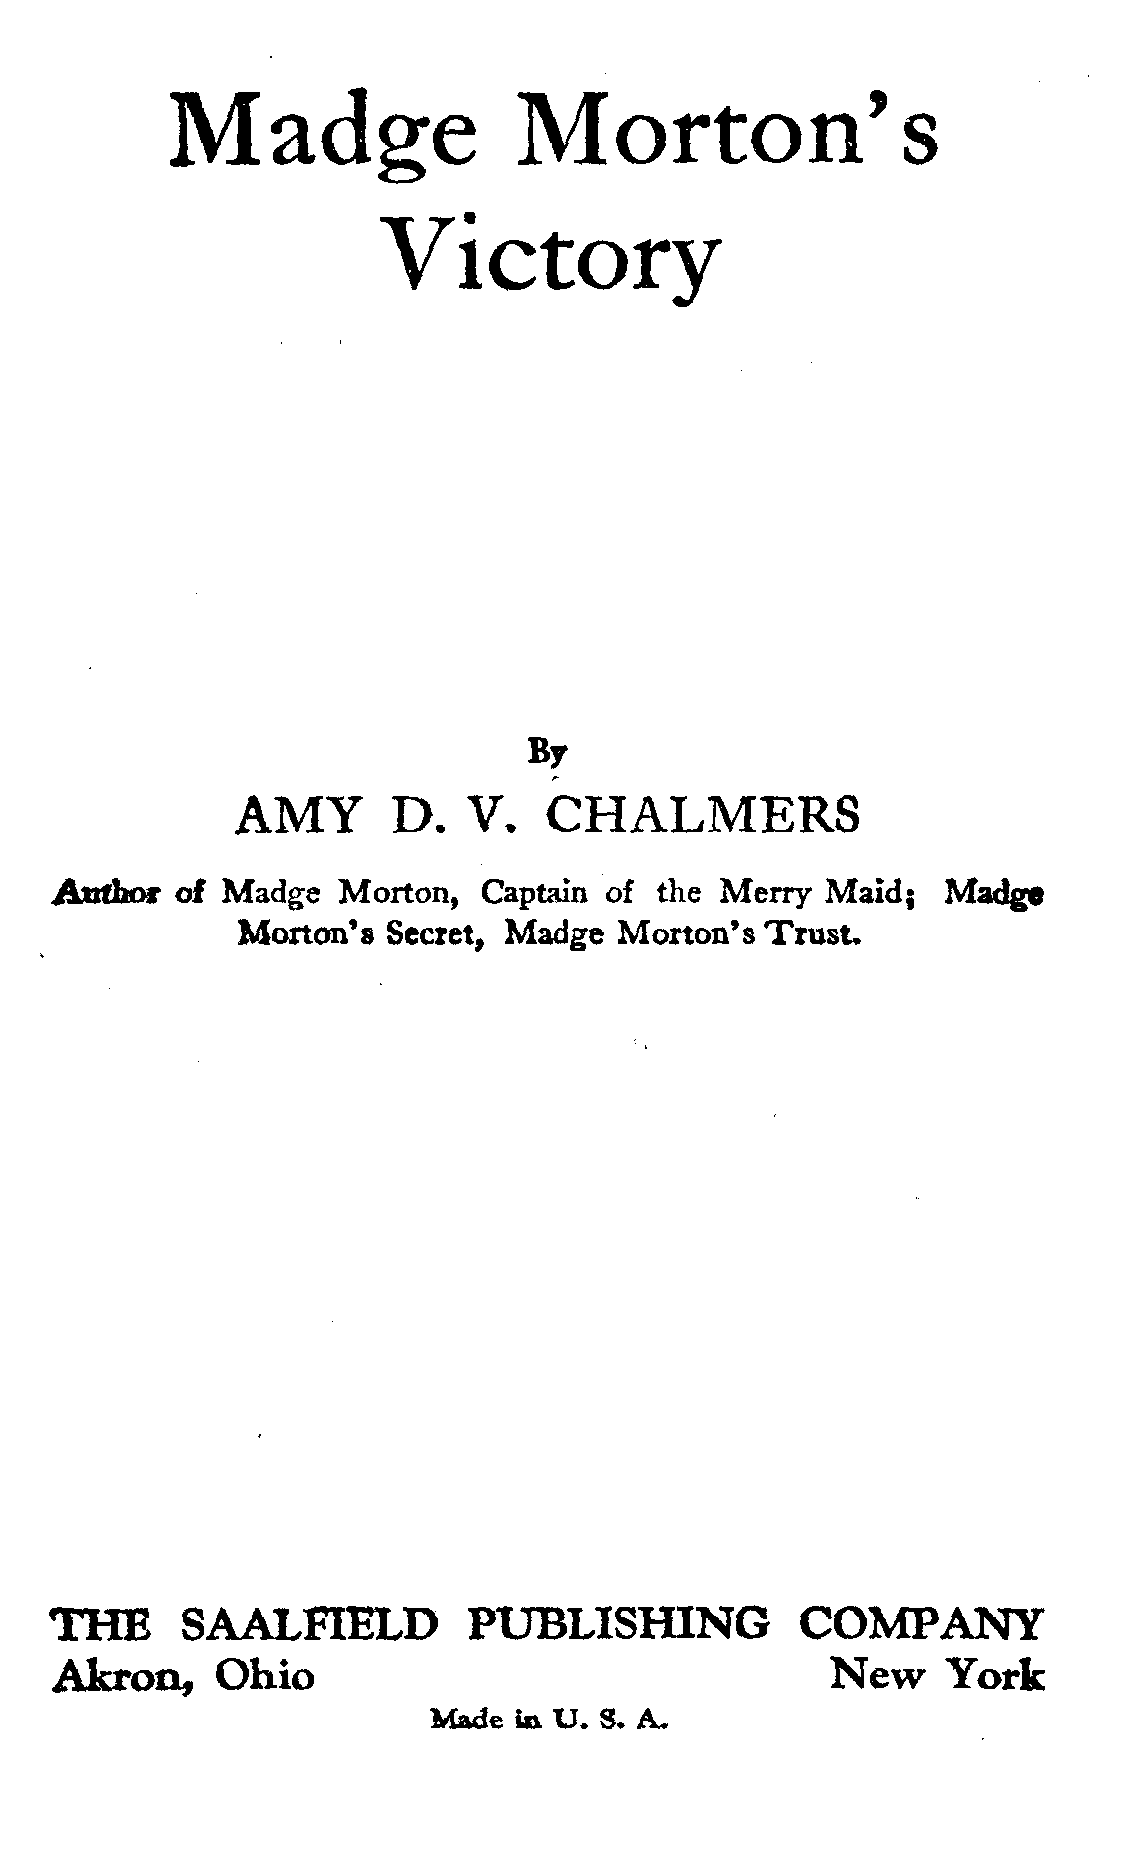 Madge Morton's
Victory
By
AMY D. V. CHALMERS
Author of Madge Morton, Captain of the Merry Maid; Madge
Morton's Secret, Madge Morton's Trust.
THE SAALFIELD PUBLISHING COMPANY
Akron, Ohio New York
Made in U. S. A.